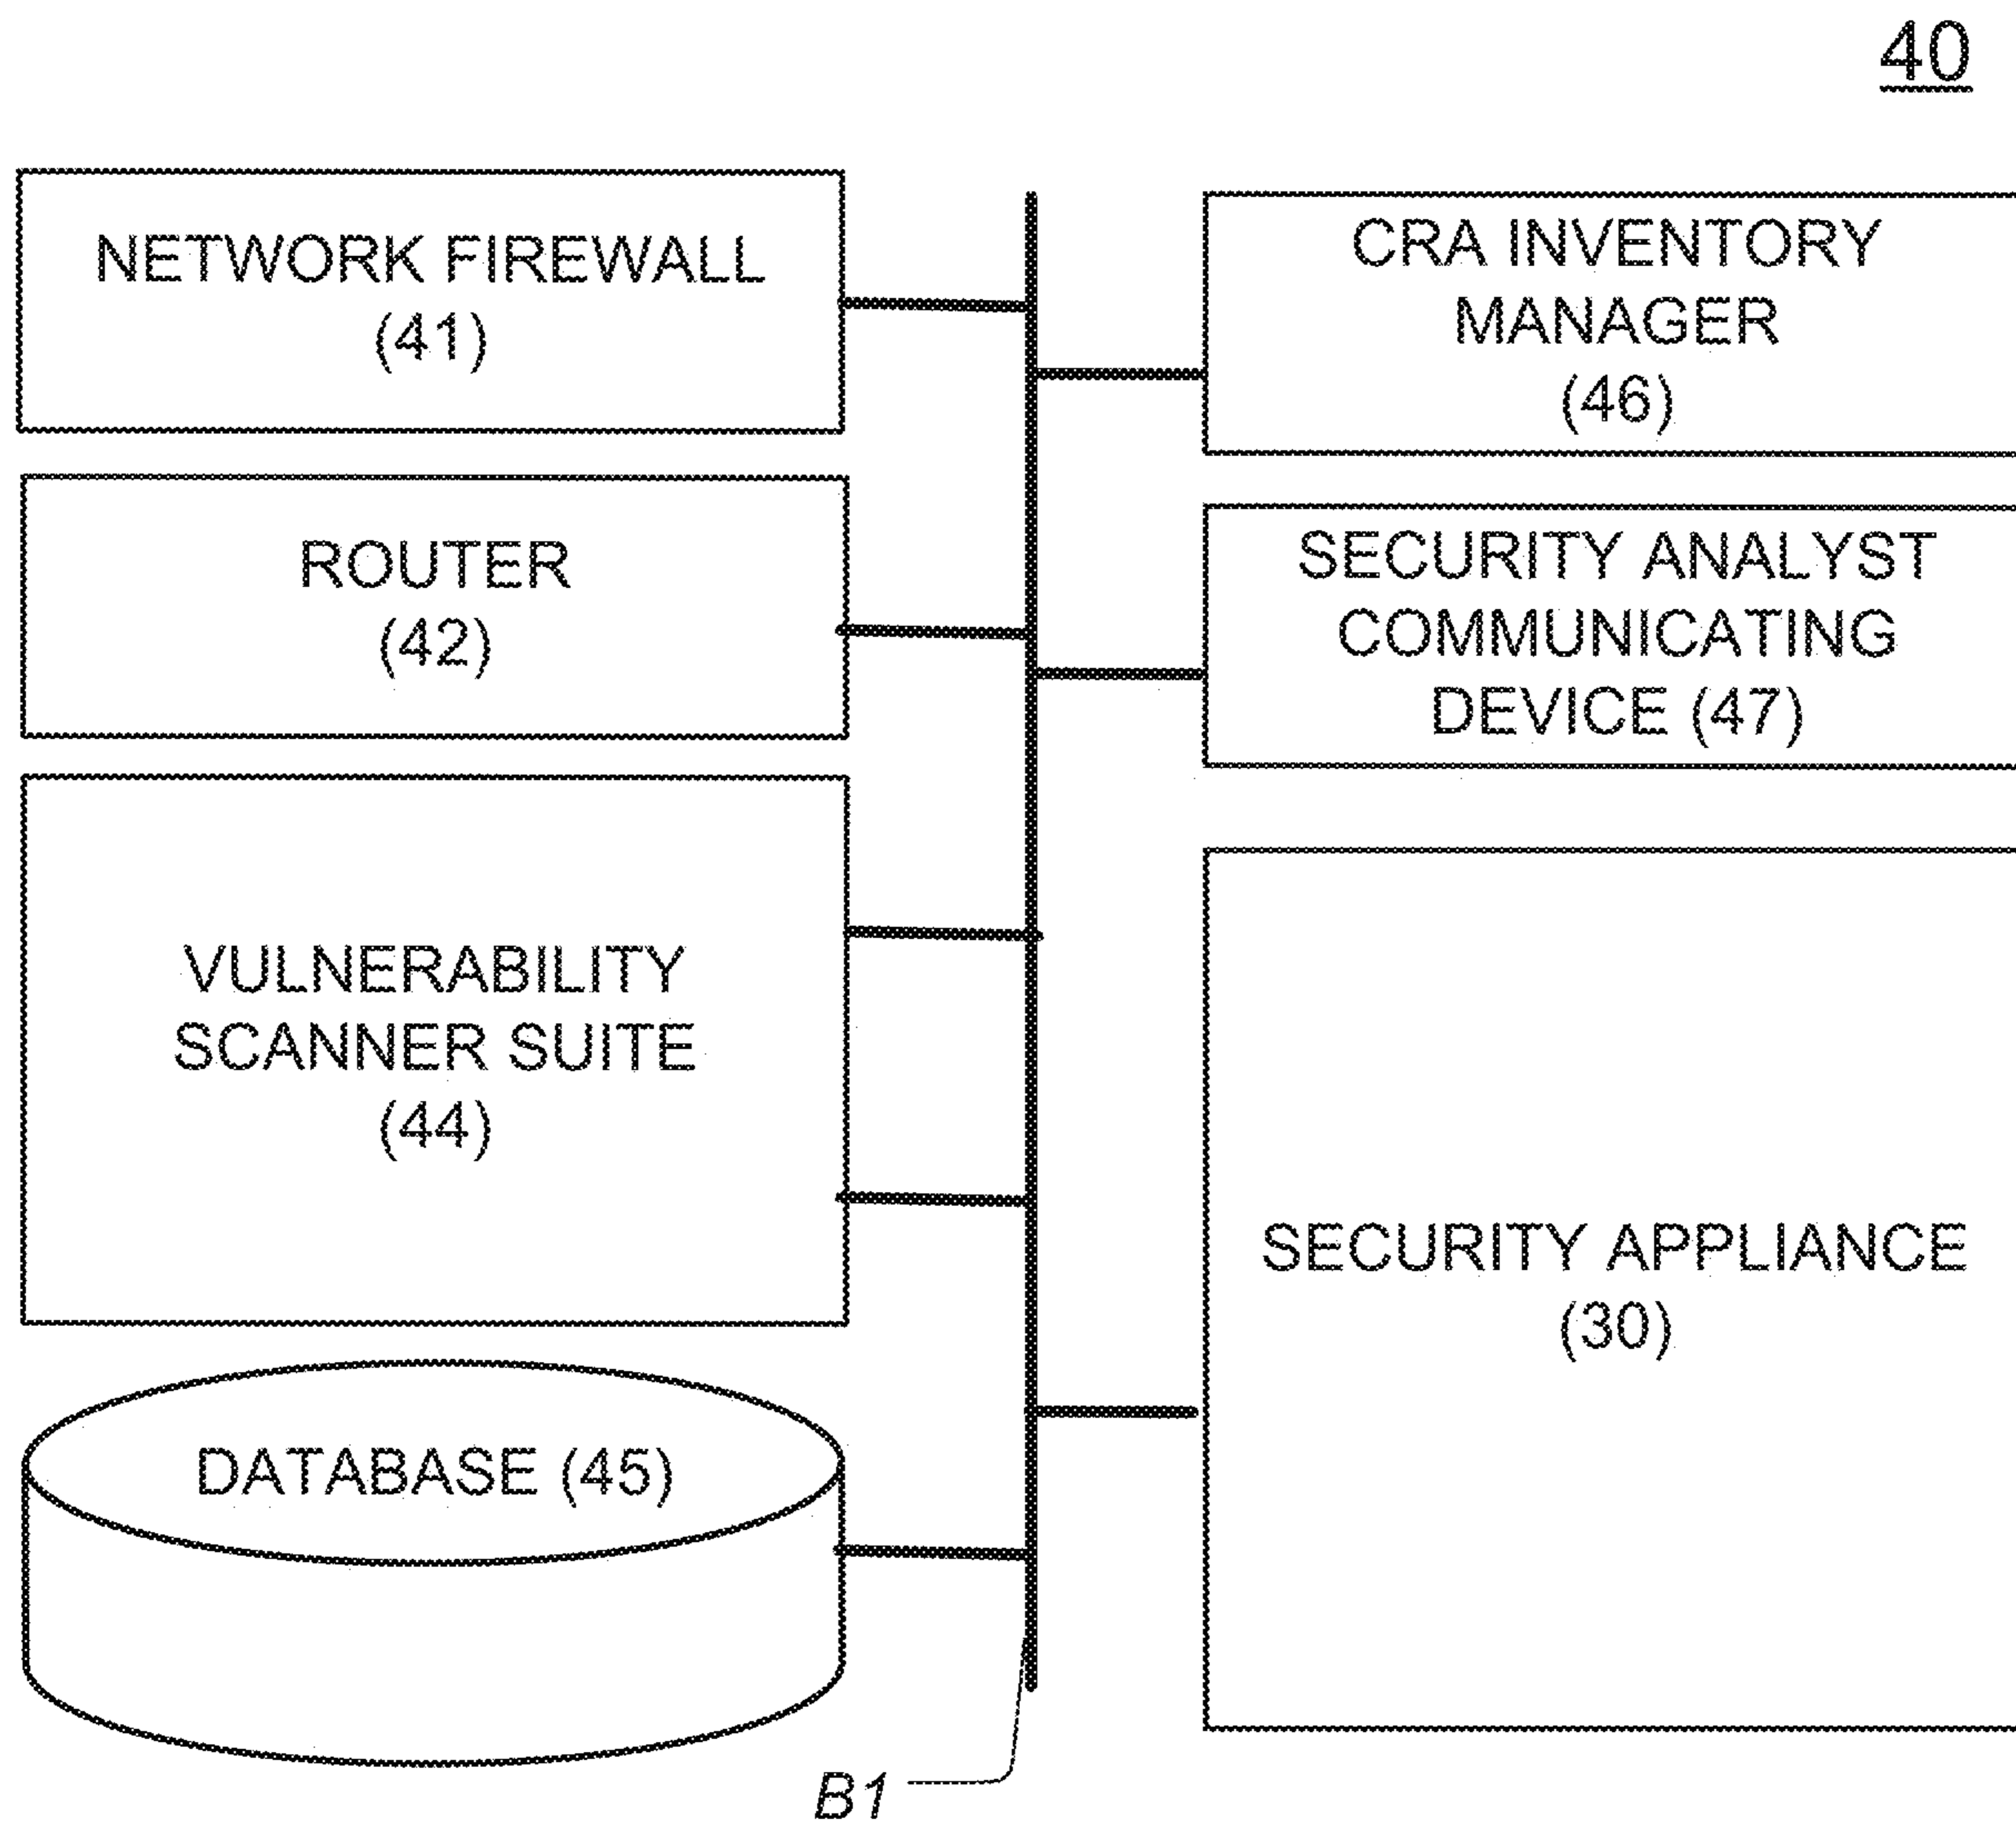 40
NETWORK FIREWALL
(41)
ROUTER
(42)
VULNERABILITY
SCANNER SUITE
(44)
DATABASE (45)
CRA INVENTORY
MANAGER
(46)
SECURITY ANALYST
COMMUNICATING
DEVICE (47)
SECURITY APPLIANCE
(30)
B1